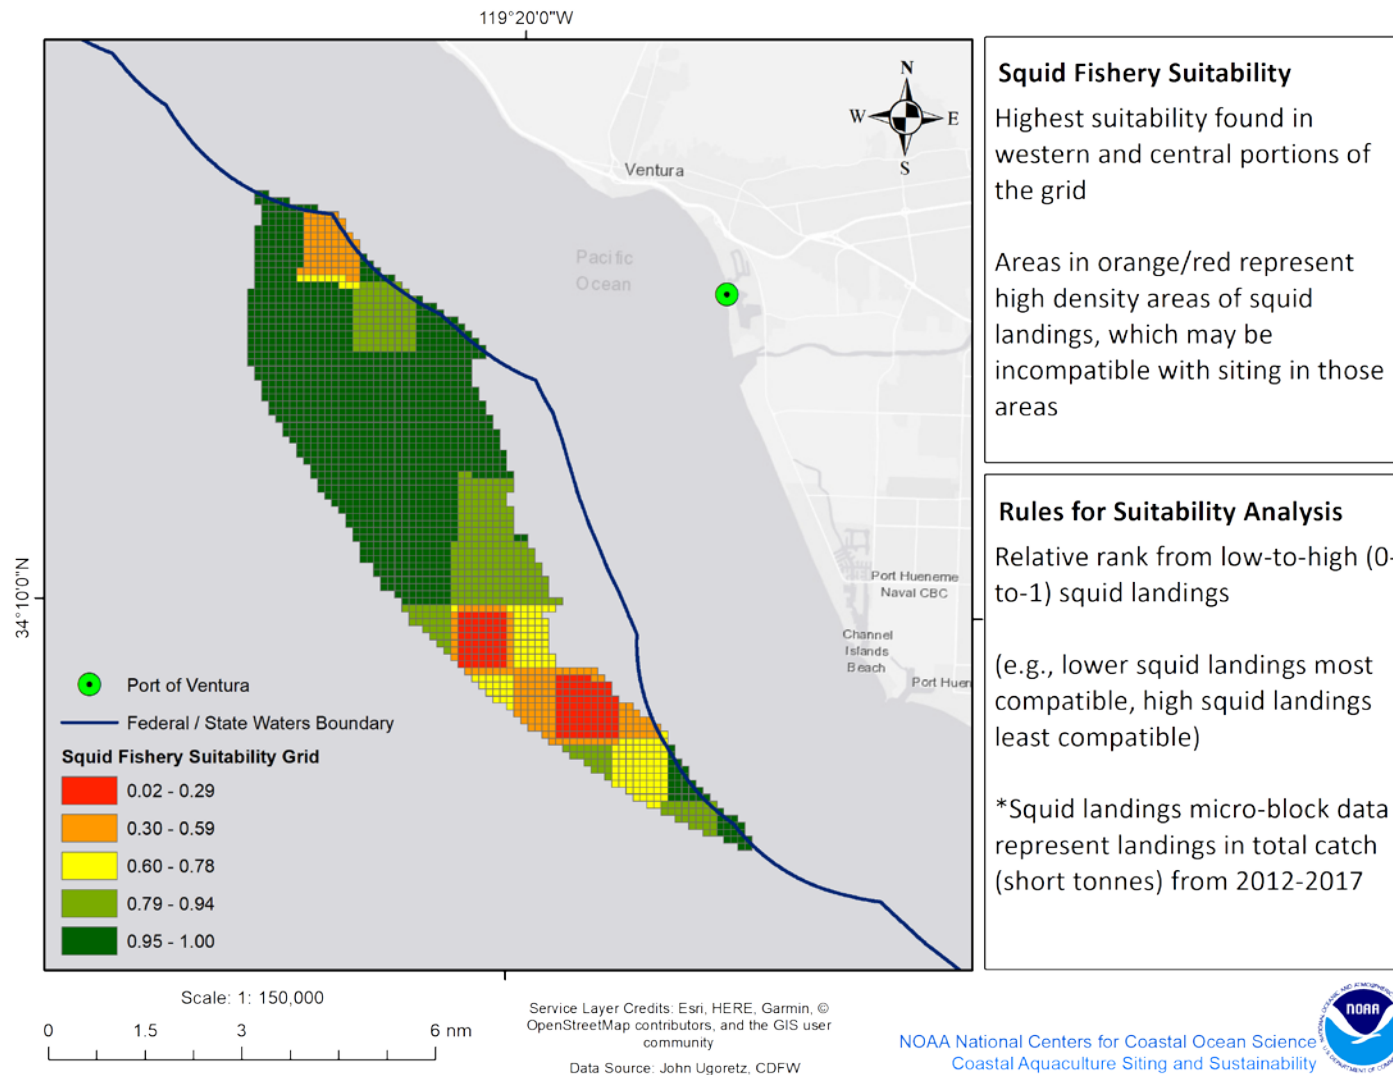 119°20'0"W
N
W
E
S
Ventura
Pacific
Ocean
34°10'0"N
Port Hueneme
Naval CBC
Channel
Islands
Beach
Port Huen
Port of Ventura
Federal / State Waters Boundary
Squid Fishery Suitability Grid
0.02 - 0.29
0.30 - 0.59
0.60 - 0.78
0.79 - 0.94
0.95 - 1.00
Squid Fishery Suitability
Highest suitability found in
western and central portions of
the grid
Areas in orange/red represent
high density areas of squid
landings, which may be
incompatible with siting in those
areas
Rules for Suitability Analysis
Relative rank from low-to-high (0-
to-1) squid landings
(e.g., lower squid landings most
compatible, high squid landings
least compatible)
*Squid landings micro-block data
represent landings in total catch
(short tonnes) from 2012-2017
Scale: 1: 150,000
0 1.5 3 6 nm
Service Layer Credits: Esri, HERE, Garmin, ©
OpenStreetMap contributors, and the GIS user
community
Data Source: John Ugoretz, CDFW
NOAA National Centers for Coastal Ocean Science
Coastal Aquaculture Siting and Sustainability
NOAA